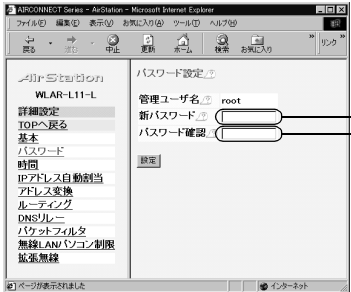 AIRCONNECT Series - AirStation - Microsoft Internet Explorer
ファイル(F) 編集(E) 表示(V) お気に入り(A) ツール(T) ヘルプ(H)
戻る 進む 中止 更新 ホーム 検索 お気に入り » リンク »
AirStation
WLAR-L11-L
詳細設定
TOPへ戻る
基本
パスワード
時間
IPアドレス自動割当
アドレス変換
ルーティング
DNSリレー
パケットフィルタ
無線LANパソコン制限
拡張無線
パスワード設定 ?
管理ユーザ名 ? root
新パスワード ?
パスワード確認 ?
設定
ページが表示されました インターネット